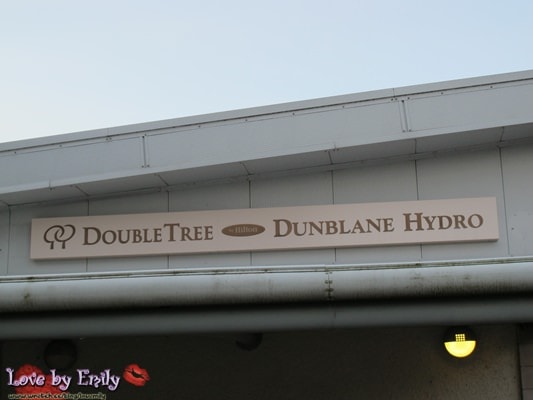 DOUBLETREE by Hilton DUNBLANE HYDRO
Love by Emily